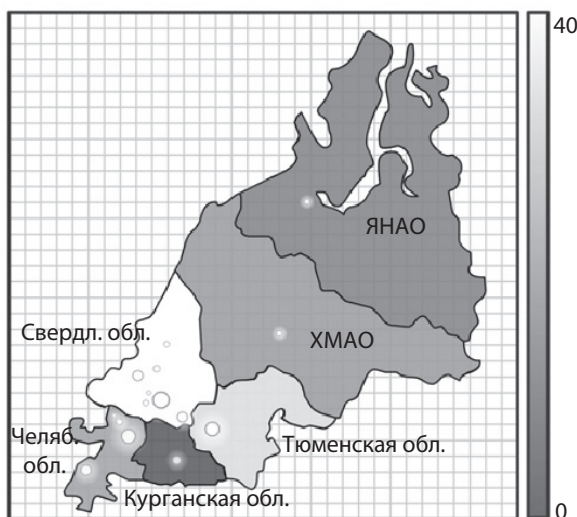 40
ЯНАО
Свердл. обл.
ХМАО
Челяб.
обл.
Тюменская обл.
Курганская обл.
0